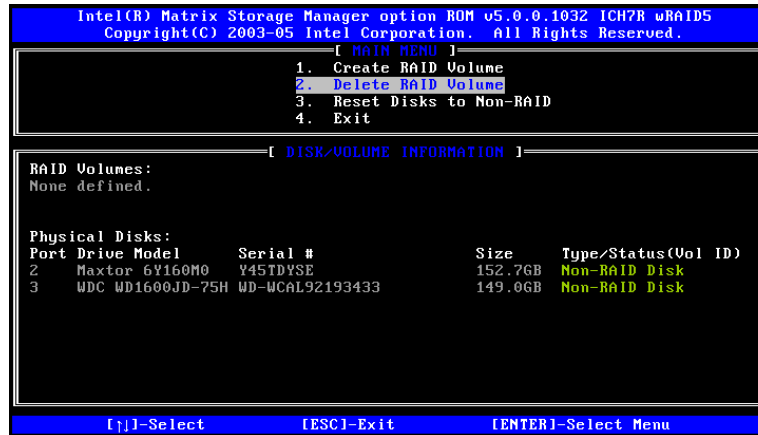 Intel(R) Matrix Storage Manager option ROM v5.0.0.1032 ICH7R wRAID5
Copyright(C) 2003-05 Intel Corporation. All Rights Reserved.
[ MAIN MENU ]
1. Create RAID Volume
2. Delete RAID Volume
3. Reset Disks to Non-RAID
4. Exit
[ DISK/VOLUME INFORMATION ]
RAID Volumes:
None defined.
Physical Disks:
Port Drive Model Serial # Size Type/Status(Vol ID)
2 Maxtor 6Y160M0 Y45TDYSE 152.7GB Non-RAID Disk
3 WDC WD1600JD-75H WD-WCAL92193433 149.0GB Non-RAID Disk
[↑↓]-Select [ESC]-Exit [ENTER]-Select Menu